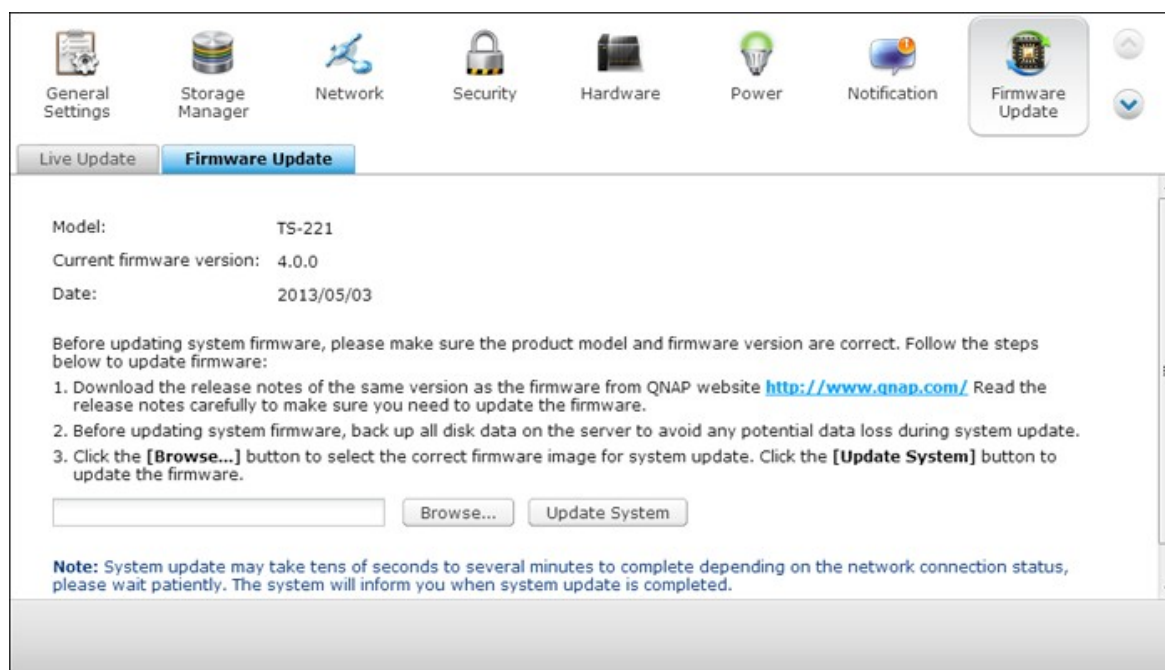 General Settings
Storage Manager
Network
Security
Hardware
Power
Notification
1
Firmware Update
Live Update
Firmware Update
Model: TS-221
Current firmware version: 4.0.0
Date: 2013/05/03
Before updating system firmware, please make sure the product model and firmware version are correct. Follow the steps
below to update firmware:
1. Download the release notes of the same version as the firmware from QNAP website http://www.qnap.com/ Read the
release notes carefully to make sure you need to update the firmware.
2. Before updating system firmware, back up all disk data on the server to avoid any potential data loss during system update.
3. Click the [Browse...] button to select the correct firmware image for system update. Click the [Update System] button to
update the firmware.
Browse... Update System
Note: System update may take tens of seconds to several minutes to complete depending on the network connection status,
please wait patiently. The system will inform you when system update is completed.